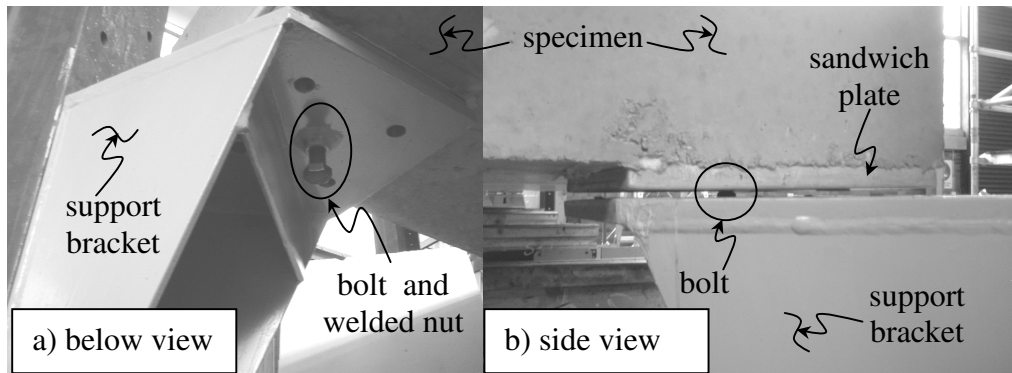 specimen
sandwich
plate
support
bracket
bolt and
welded nut
bolt
support
bracket
a) below view
b) side view